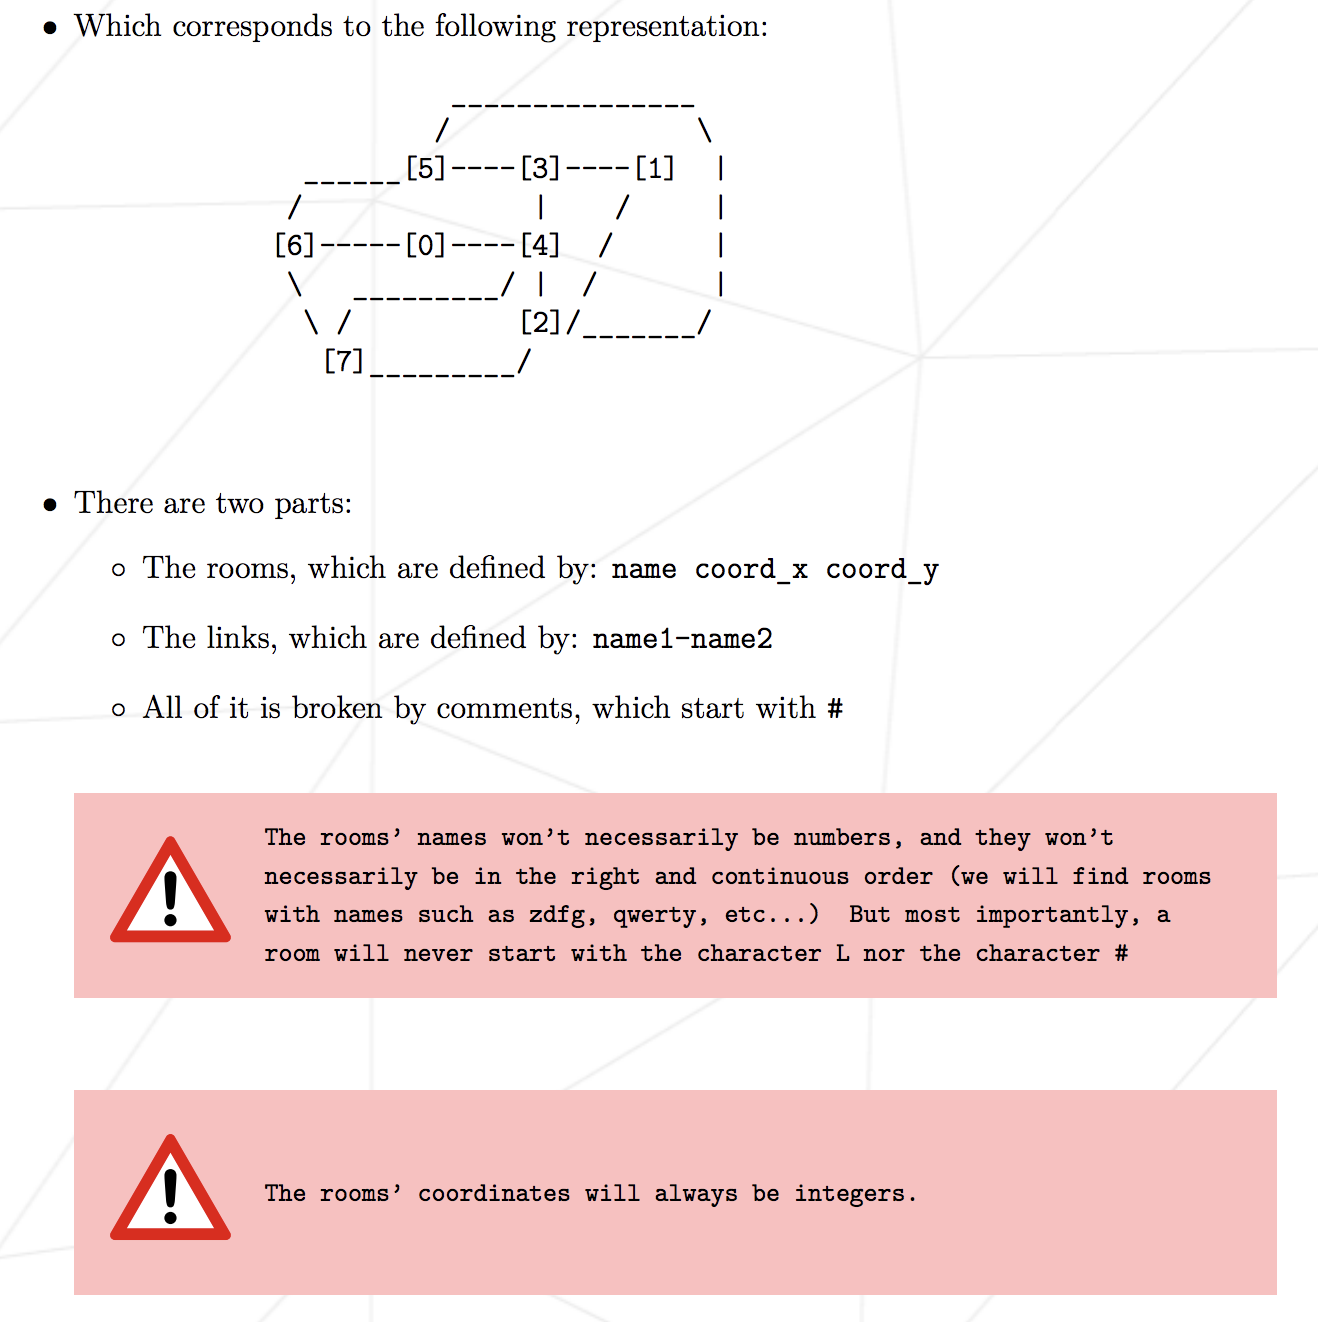 • Which corresponds to the following representation:
           _______________
          /               \
  ______[5]----[3]----[1]  |
 /              |    /     |
[6]-----[0]----[4]  /      |
 \   _________/ |  /       |
  \ /          [2]/_______/
  [7]_________/
• There are two parts:
◦ The rooms, which are defined by: name coord_x coord_y
◦ The links, which are defined by: name1-name2
◦ All of it is broken by comments, which start with #
The rooms’ names won’t necessarily be numbers, and they won’t
necessarily be in the right and continuous order (we will find rooms
with names such as zdfg, qwerty, etc...) But most importantly, a
room will never start with the character L nor the character #
The rooms’ coordinates will always be integers.